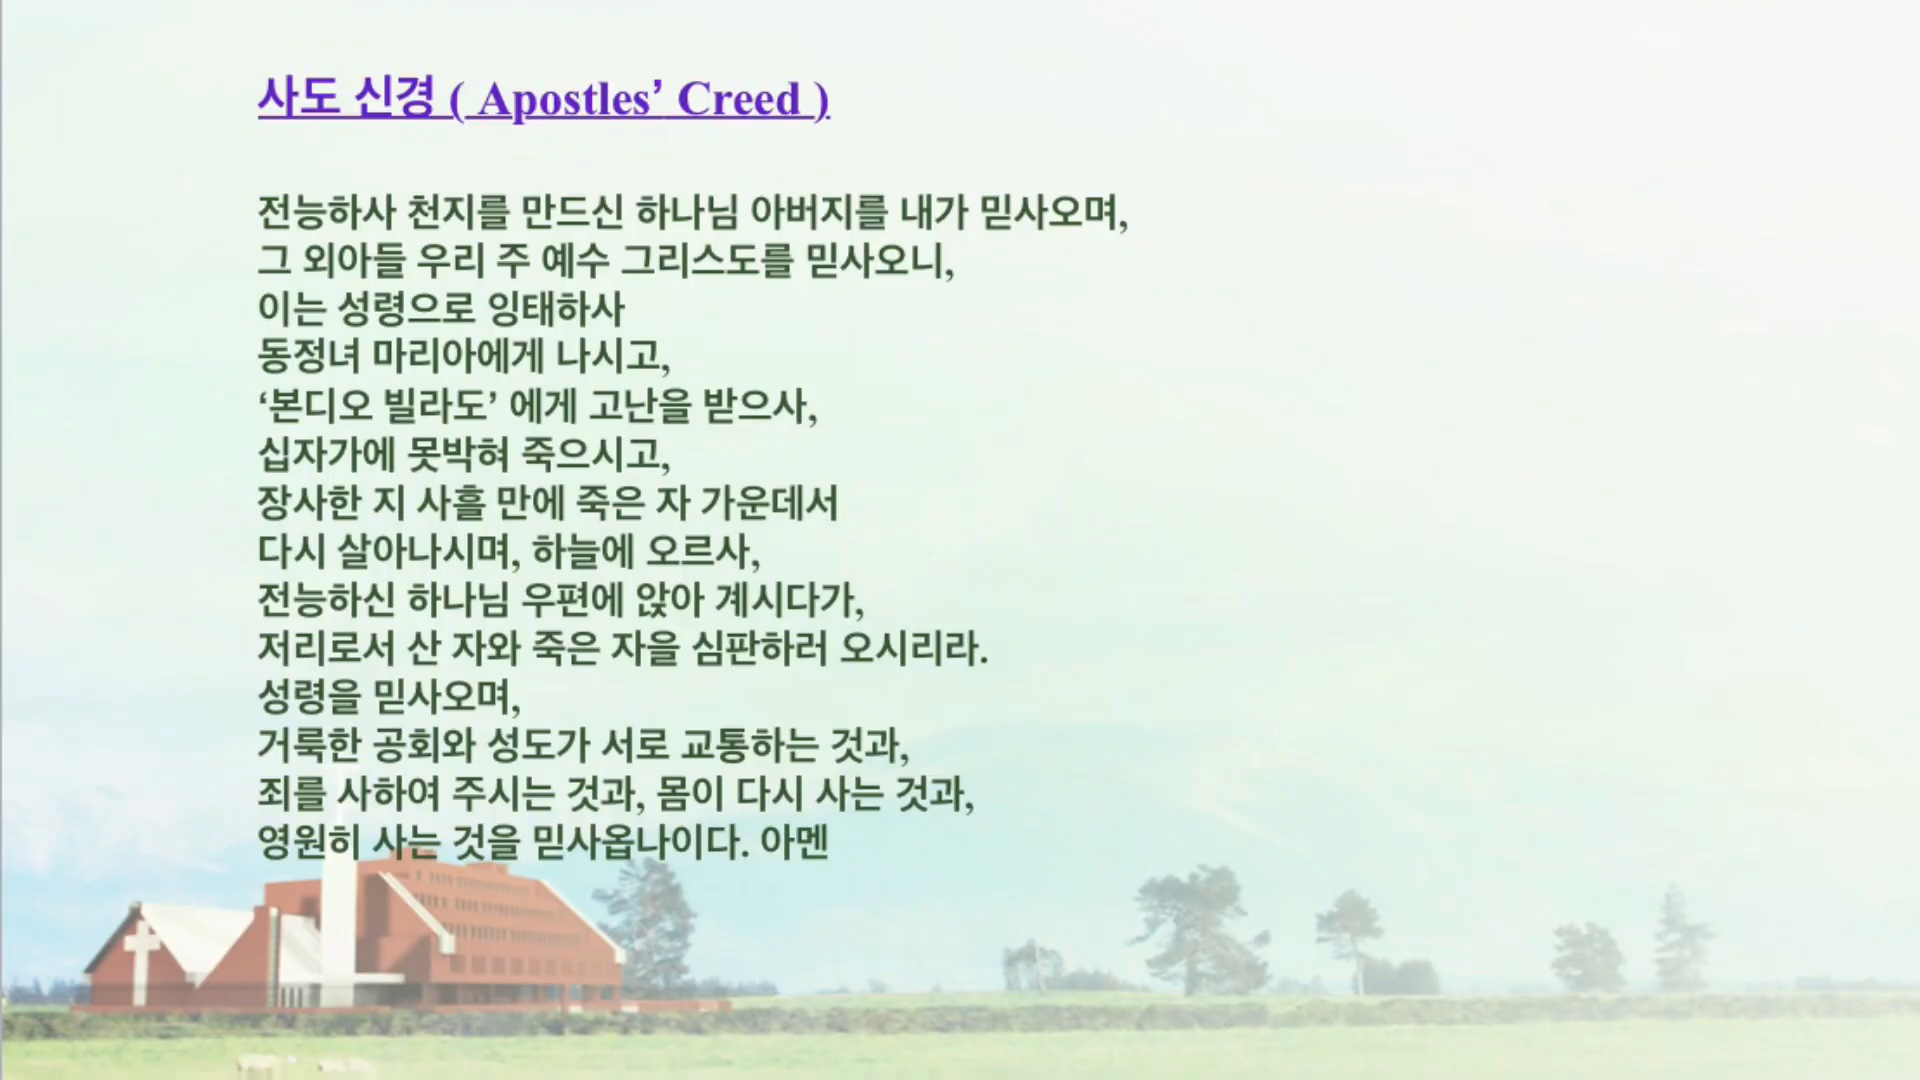 사도 신경 ( Apostles’ Creed )
전능하사 천지를 만드신 하나님 아버지를 내가 믿사오며,
그 외아들 우리 주 예수 그리스도를 믿사오니,
이는 성령으로 잉태하사
동정녀 마리아에게 나시고,
‘본디오 빌라도’ 에게 고난을 받으사,
십자가에 못박혀 죽으시고,
장사한 지 사흘 만에 죽은 자 가운데서
다시 살아나시며, 하늘에 오르사,
전능하신 하나님 우편에 앉아 계시다가,
저리로서 산 자와 죽은 자을 심판하러 오시리라.
성령을 믿사오며,
거룩한 공회와 성도가 서로 교통하는 것과,
죄를 사하여 주시는 것과, 몸이 다시 사는 것과,
영원히 사는 것을 믿사옵나이다. 아멘